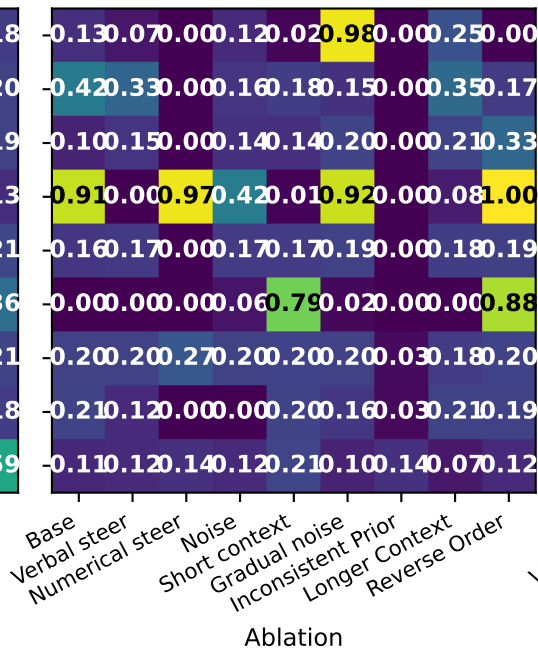 .8 0.13 0.07 0.00 0.12 0.02 0.98 0.00 0.25 0.00
20 0.42 0.33 0.00 0.16 0.18 0.15 0.00 0.35 0.17
.9 0.10 0.15 0.00 0.14 0.14 0.20 0.00 0.21 0.33
.3 0.91 0.00 0.97 0.42 0.01 0.92 0.00 0.08 1.00
21 0.16 0.17 0.00 0.17 0.17 0.19 0.00 0.18 0.19
36 0.00 0.00 0.00 0.06 0.79 0.02 0.00 0.00 0.88
21 0.20 0.20 0.27 0.20 0.20 0.20 0.03 0.18 0.20
.8 0.21 0.12 0.00 0.00 0.20 0.16 0.03 0.21 0.19
59 0.11 0.12 0.14 0.12 0.21 0.10 0.14 0.07 0.12
Base
Verbal steer
Numerical steer
Noise
Short context
Gradual noise
Inconsistent Prior
Longer Context
Reverse Order
Ablation